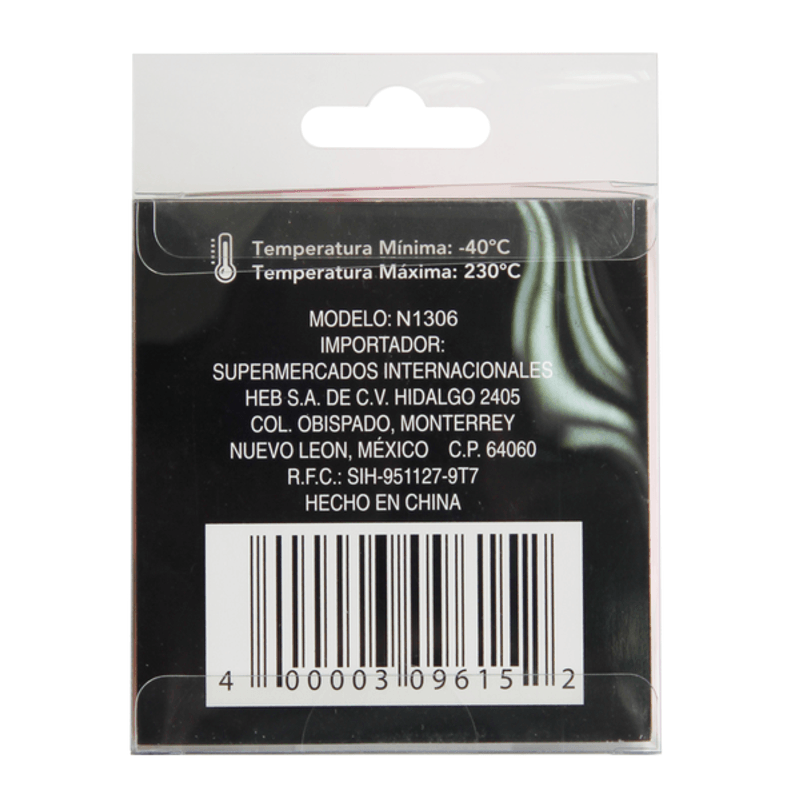 Temperatura Mínima: -40°C
Temperatura Máxima: 230°C
MODELO: N1306
IMPORTADOR:
SUPERMERCADOS INTERNACIONALES
HEB S.A. DE C.V. HIDALGO 2405
COL. OBISPADO, MONTERREY
NUEVO LEON, MÉXICO C.P. 64060
R.F.C.: SIH-951127-9T7
HECHO EN CHINA
4 00003 09615 2